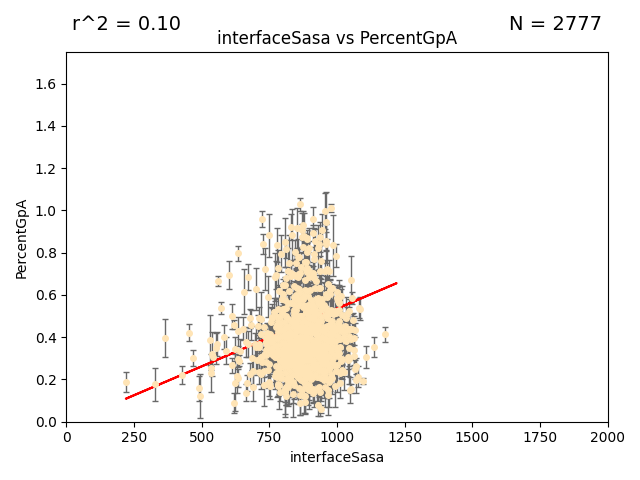 r^2 = 0.10
N = 2777
interfaceSasa vs PercentGpA
PercentGpA
1.6
1.4
1.2
1.0
0.8
0.6
0.4
0.2
0.0
0 250 500 750 1000 1250 1500 1750 2000
interfaceSasa